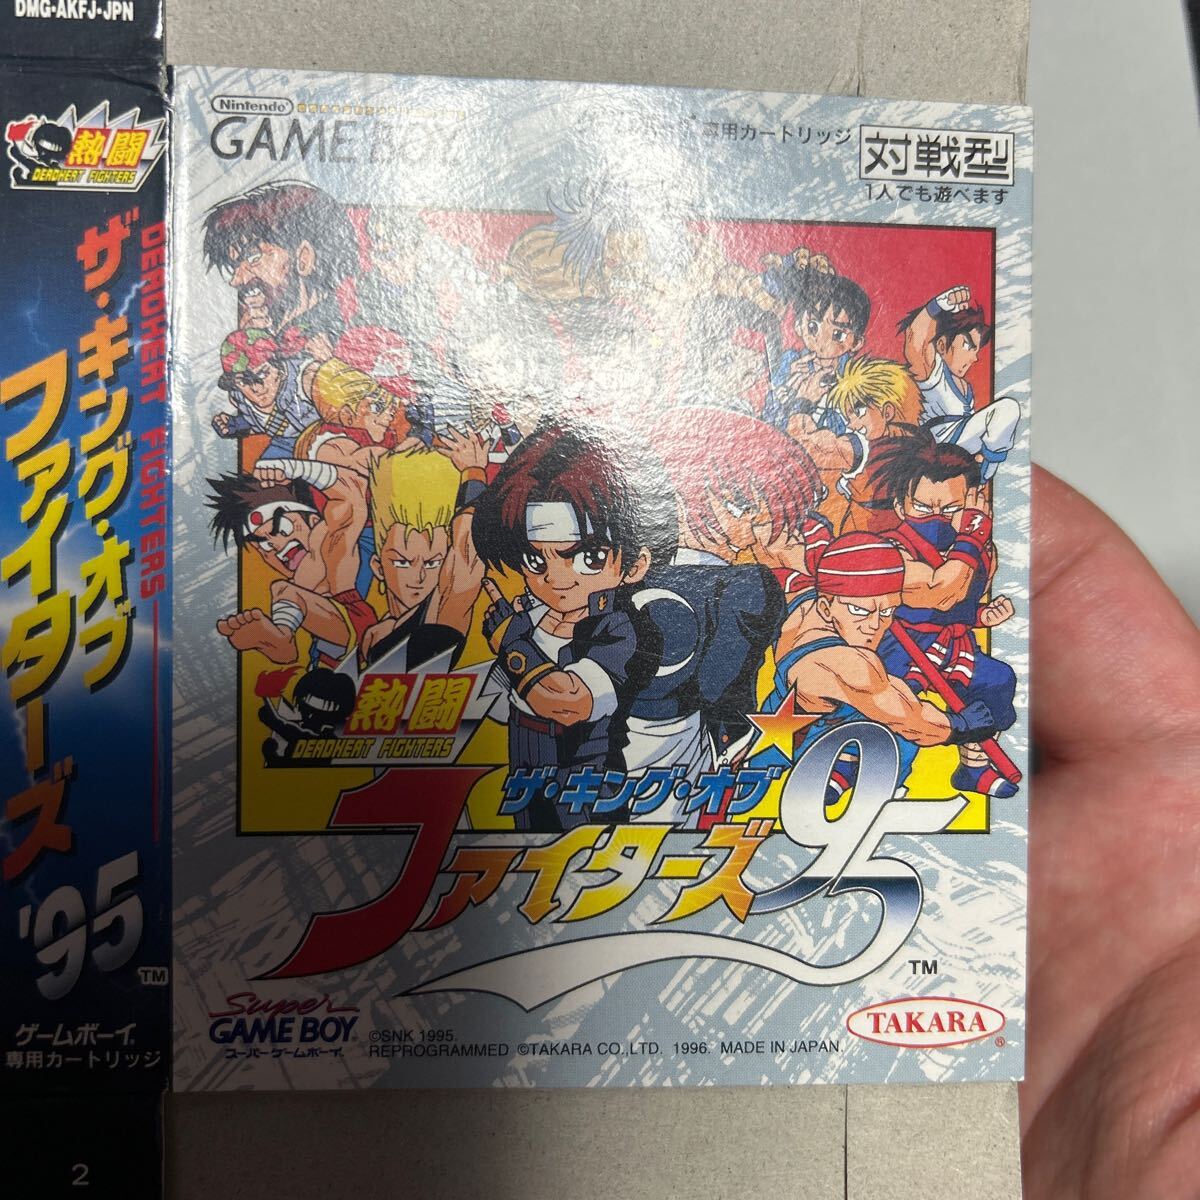 DMG-AKFJ-JPN
熱闘
DEADHEAT FIGHTERS
DEADHEAT FIGHTERS
ザ・キング・オブ
ファイターズ
'95
TM
ゲームボーイ
専用カートリッジ
2
Nintendo
GAME BOY
専用カートリッジ
対戦型
1人でも遊べます
熱闘
DEADHEAT FIGHTERS
ザ・キング・オブ
ファイターズ'95
TM
Super
GAME BOY
スーパーゲームボーイ
©SNK 1995.
REPROGRAMMED ©TAKARA CO.,LTD. 1996. MADE IN JAPAN.
TAKARA